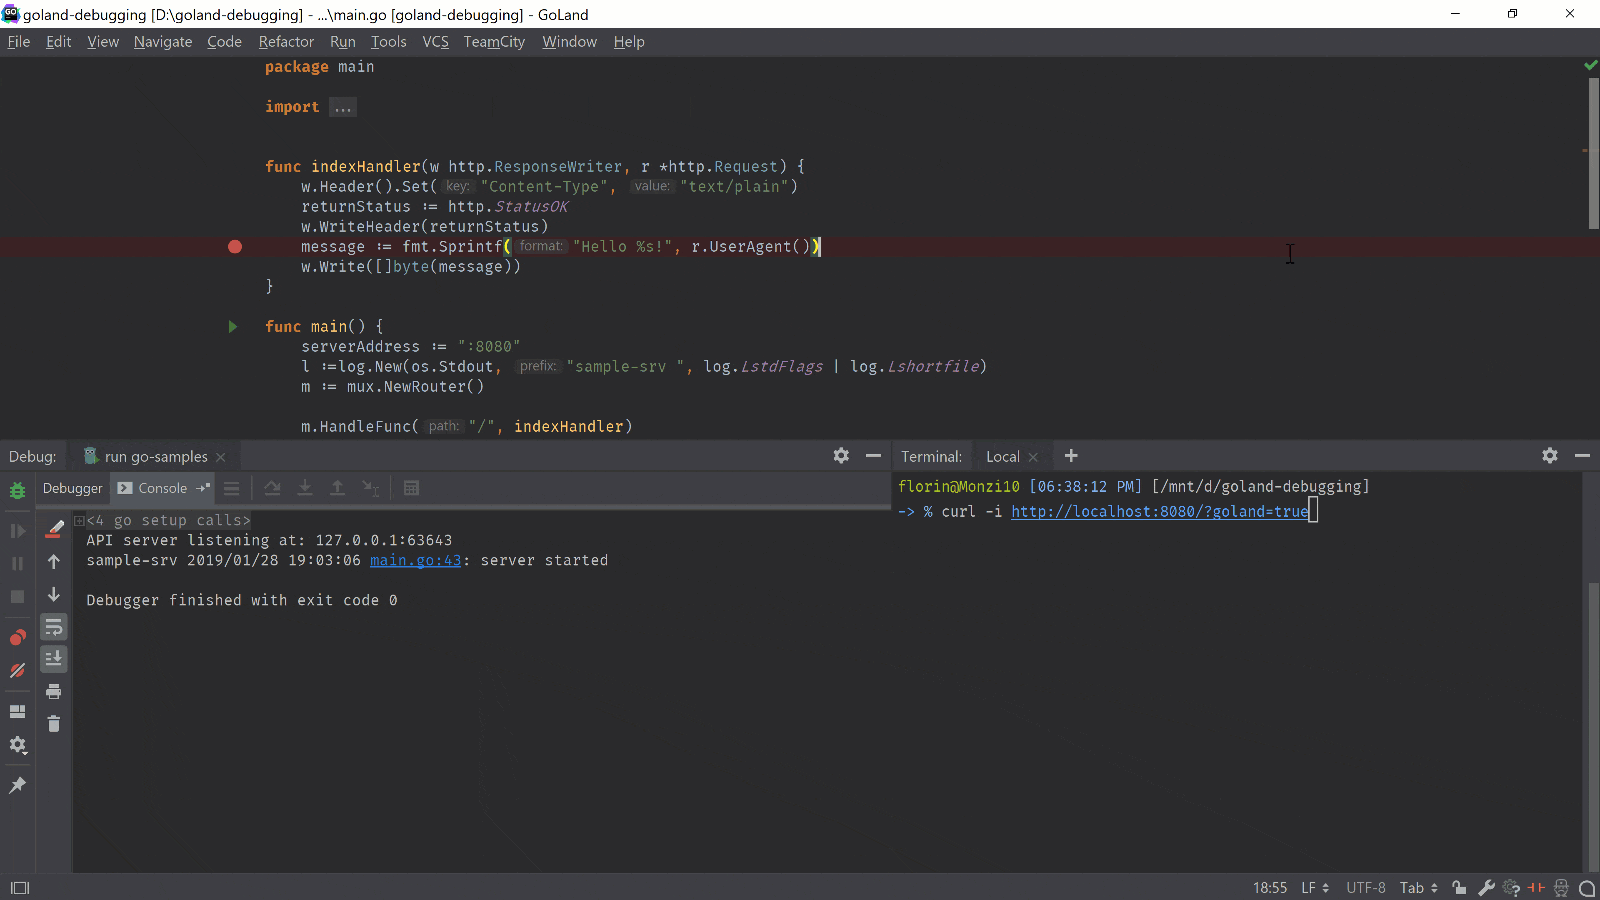 goland-debugging [D:\goland-debugging] - ...\main.go [goland-debugging] - GoLand
File Edit View Navigate Code Refactor Run Tools VCS TeamCity Window Help
package main
import ...
func indexHandler(w http.ResponseWriter, r *http.Request) {
w.Header().Set( key: "Content-Type", value: "text/plain")
returnStatus := http.StatusOK
w.WriteHeader(returnStatus)
message := fmt.Sprintf( format: "Hello %s!", r.UserAgent())
w.Write([]byte(message))
}
func main() {
serverAddress := ":8080"
l :=log.New(os.Stdout, prefix: "sample-srv ", log.LstdFlags | log.Lshortfile)
m := mux.NewRouter()
m.HandleFunc( path: "/", indexHandler)
Debug: run go-samples
Debugger Console
<4 go setup calls>
API server listening at: 127.0.0.1:63643
sample-srv 2019/01/28 19:03:06 main.go:43: server started
Debugger finished with exit code 0
Terminal: Local +
florin@Monzi10 [06:38:12 PM] [/mnt/d/goland-debugging]
-> % curl -i http://localhost:8080/?goland=true
18:55 LF UTF-8 Tab